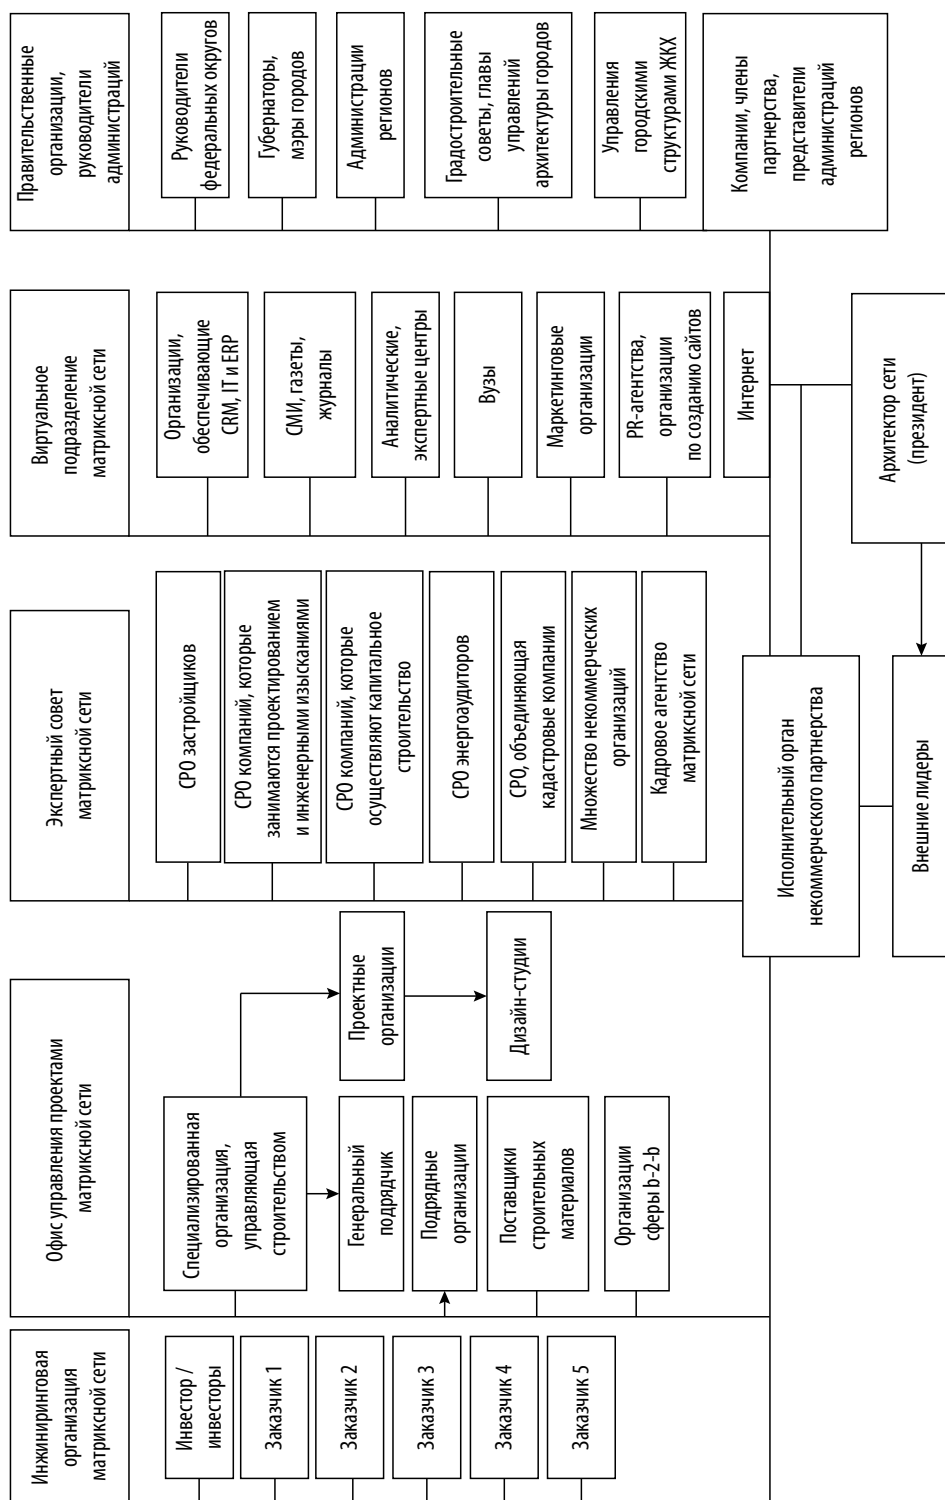 Инжиниринговая
организация
матриксной сети
Инвестор /
инвесторы
Заказчик 1
Заказчик 2
Заказчик 3
Заказчик 4
Заказчик 5
Офис управления проектами
матриксной сети
Специализированная
организация,
управляющая
строительством
Генеральный
подрядчик
Подрядные
организации
Поставщики
строительных
материалов
Организации
сферы b-2-b
Проектные
организации
Дизайн-студии
Экспертный совет
матриксной сети
СРО застройщиков
СРО компаний, которые
занимаются проектированием
и инженерными изысканиями
СРО компаний, которые
осуществляют капитальное
строительство
СРО энергоаудиторов
СРО, объединяющая
кадастровые компании
Множество некоммерческих
организаций
Кадровое агентство
матриксной сети
Виртуальное
подразделение
матриксной сети
Организации,
обеспечивающие
CRM, IT и ERP
СМИ, газеты,
журналы
Аналитические,
экспертные центры
Вузы
Маркетинговые
организации
PR-агентства,
организации
по созданию сайтов
Интернет
Правительственные
организации,
руководители
администраций
Руководители
федеральных округов
Губернаторы,
мэры городов
Администрации
регионов
Градостроительные
советы, главы
управлений
архитектуры городов
Управления
городскими
структурами ЖКХ
Компании, члены
партнерства,
представители
администраций
регионов
Исполнительный орган
некоммерческого партнерства
Архитектор сети
(президент)
Внешние лидеры